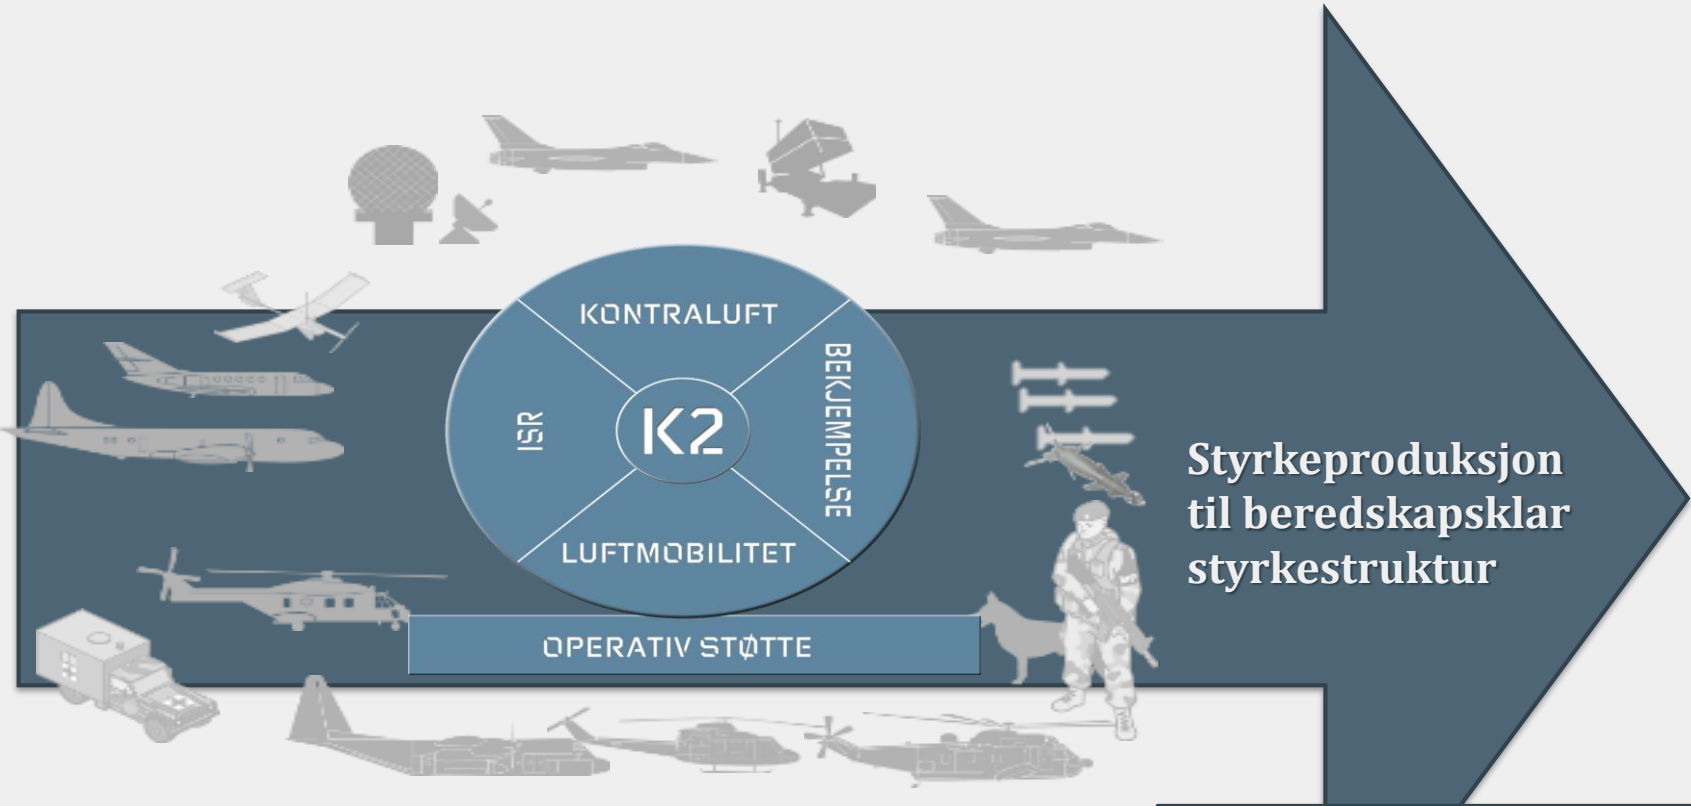 KONTRALUFT
BEKJEMPELSE
ISR
K2
LUFTMOBILITET
OPERATIV STØTTE
Styrkeproduksjon
til beredskapsklar
styrkestruktur